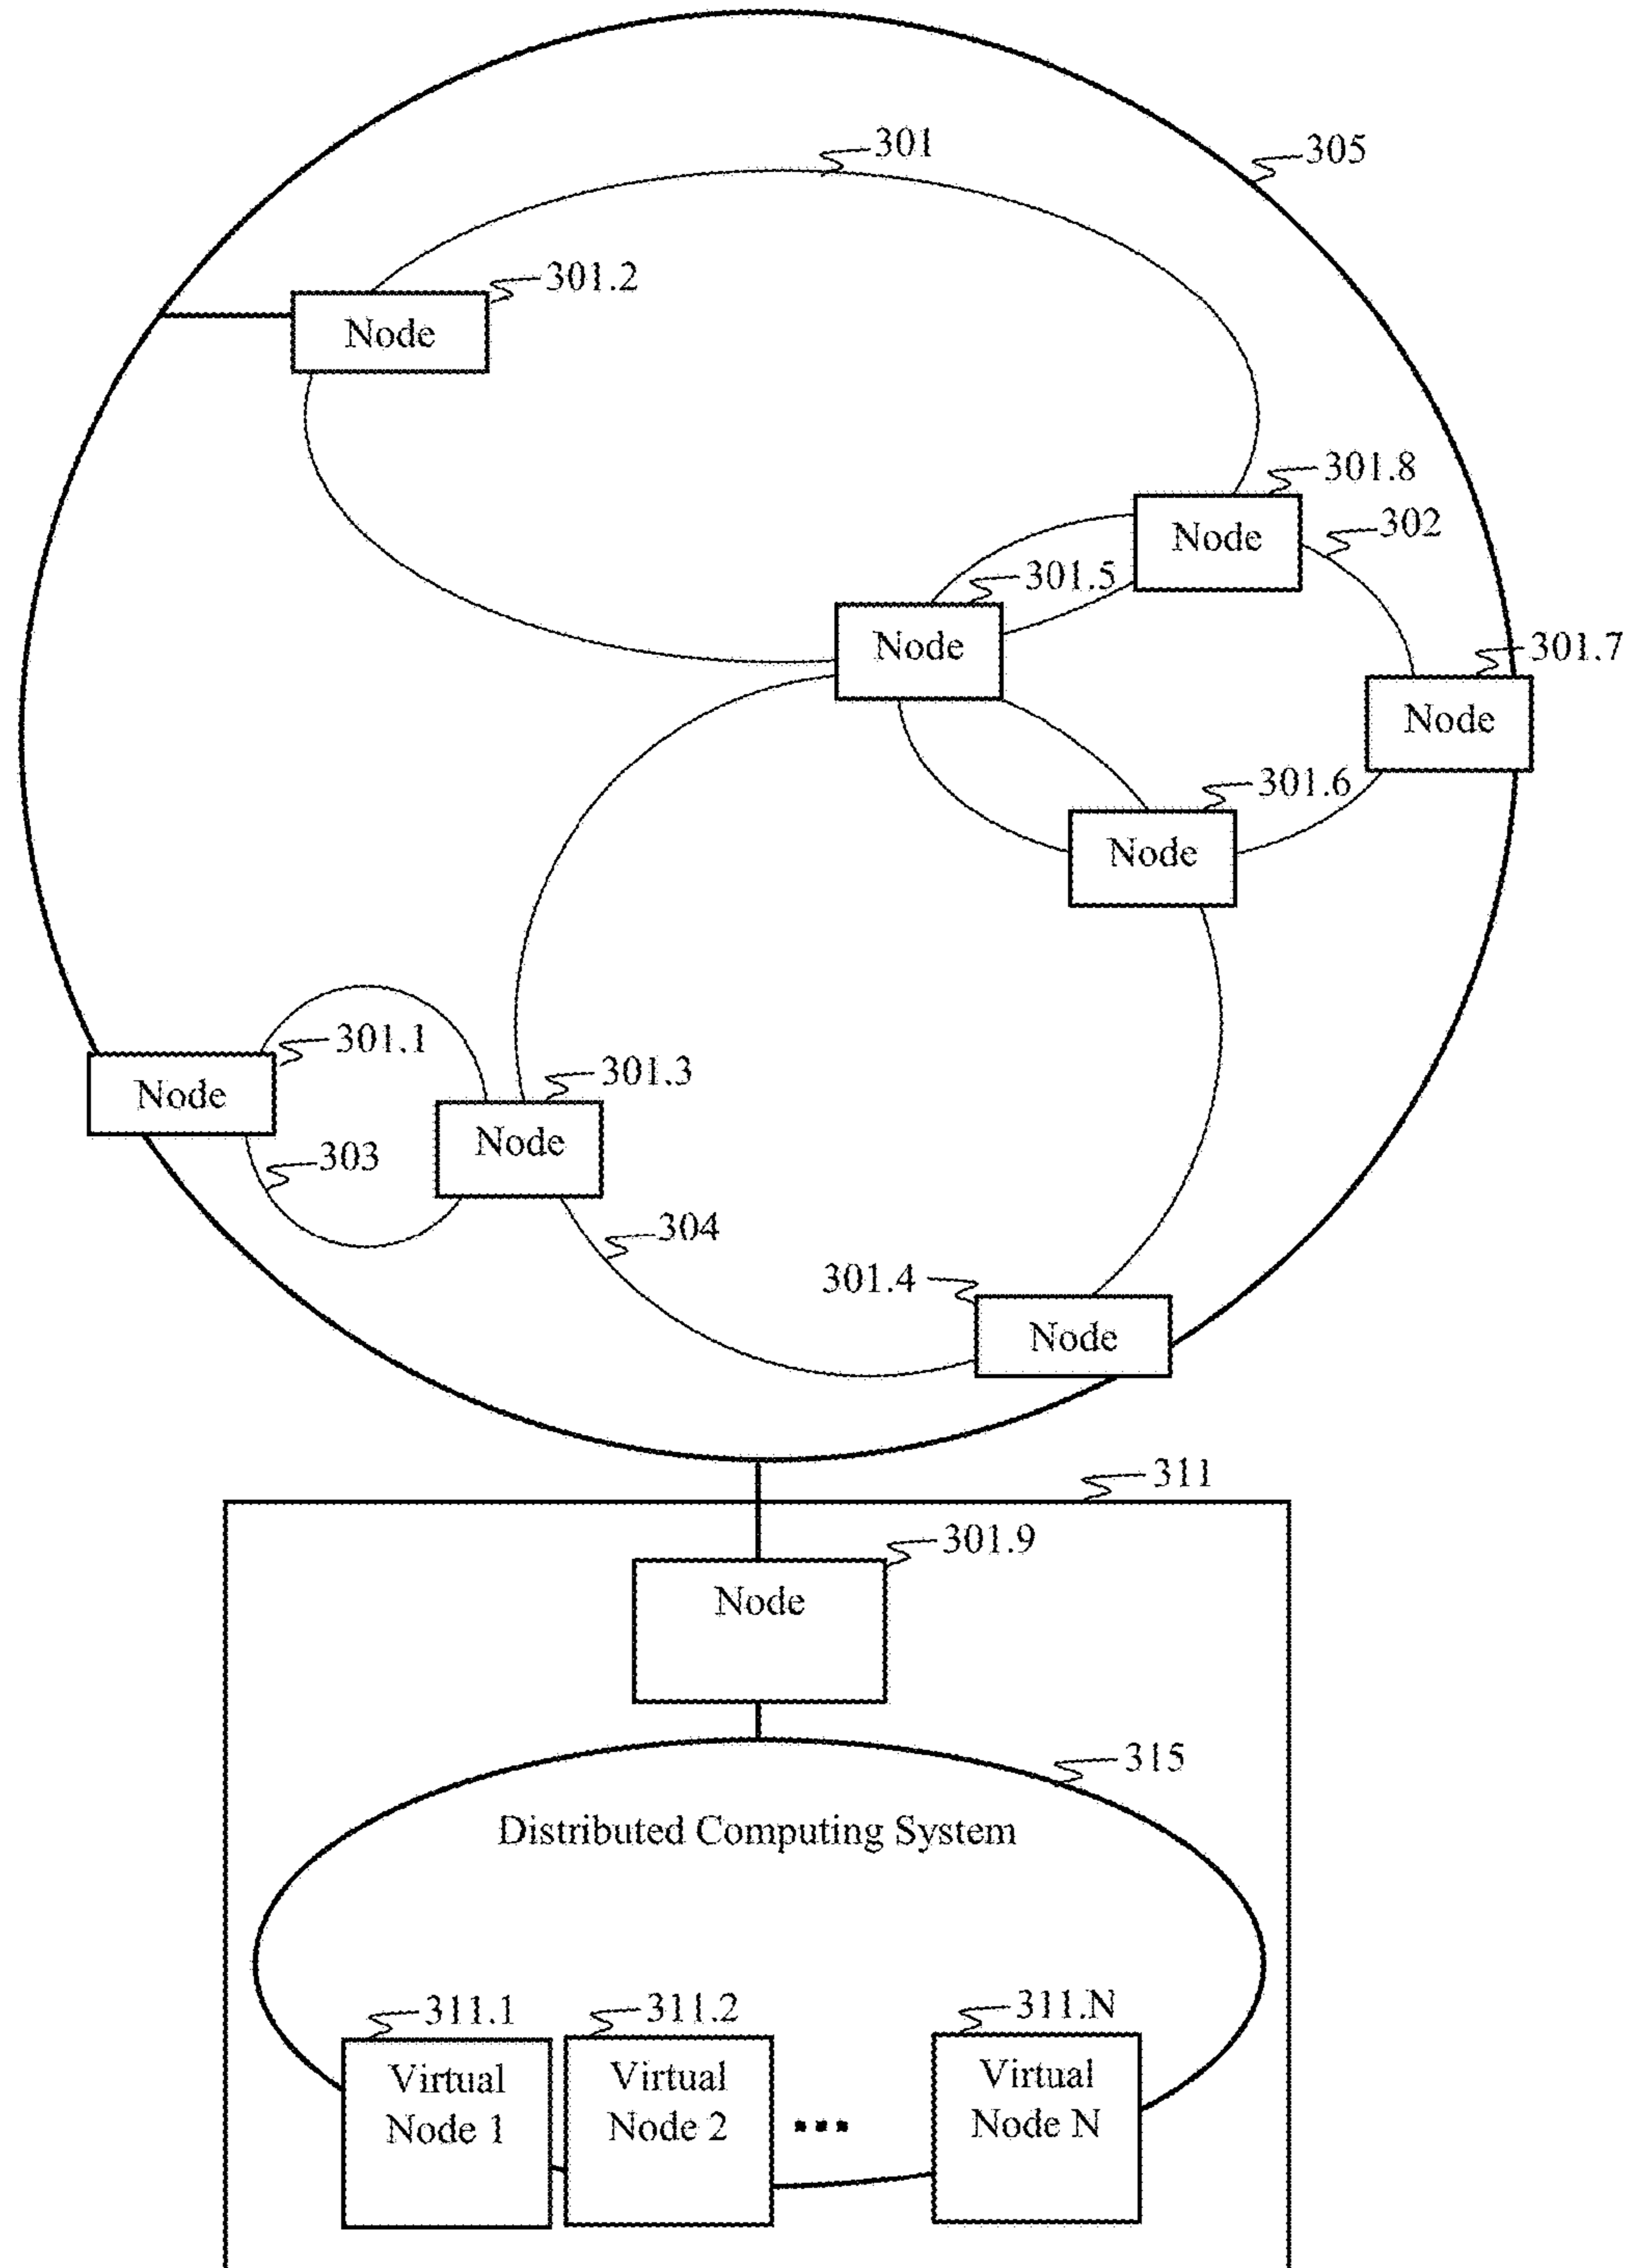 301
305
301.2
Node
301.8
Node
302
301.5
Node
301.7
Node
301.6
Node
301.1
Node
301.3
Node
303
304
301.4
Node
311
301.9
Node
315
Distributed Computing System
311.1
311.2
311.N
Virtual
Node 1
Virtual
Node 2
...
Virtual
Node N